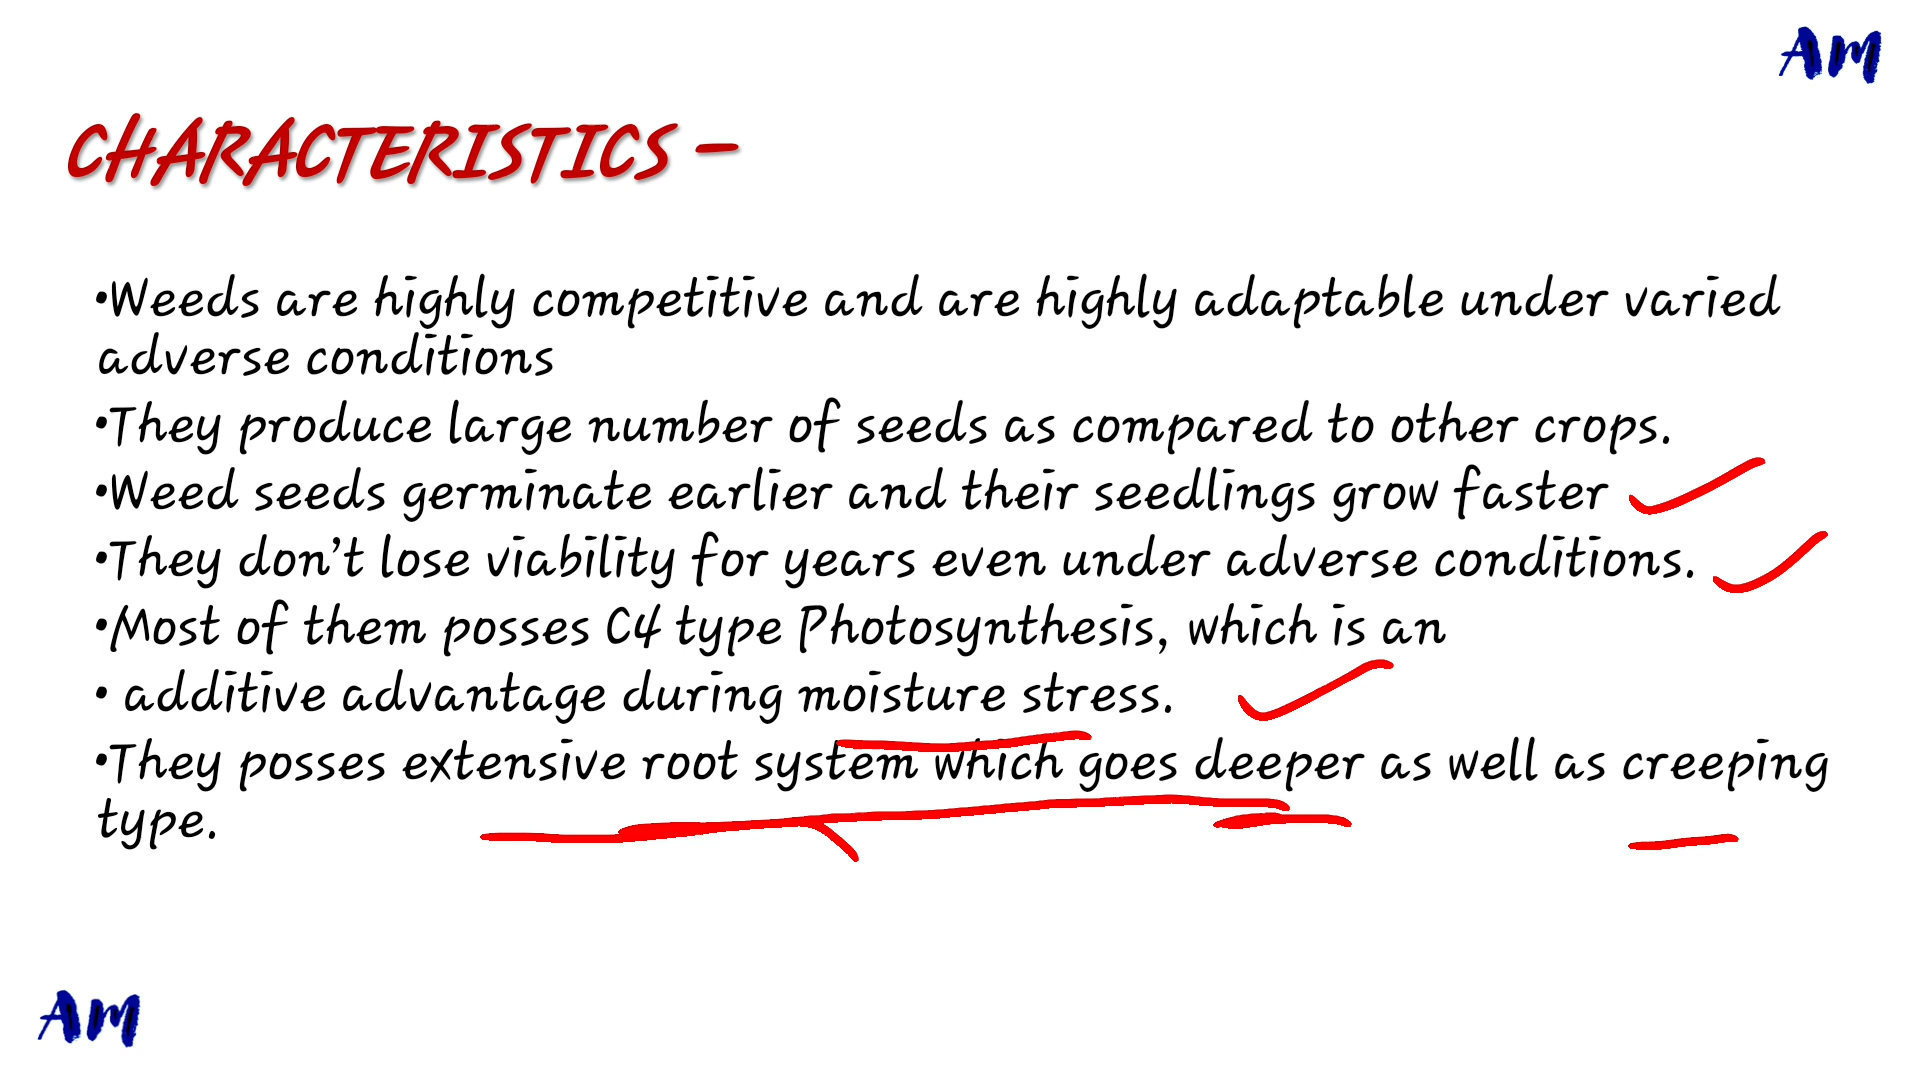 AM
CHARACTERISTICS –
•Weeds are highly competitive and are highly adaptable under varied
adverse conditions
•They produce large number of seeds as compared to other crops.
•Weed seeds germinate earlier and their seedlings grow faster
•They don’t lose viability for years even under adverse conditions.
•Most of them posses C4 type Photosynthesis, which is an
• additive advantage during moisture stress.
•They posses extensive root system which goes deeper as well as creeping
type.
AM